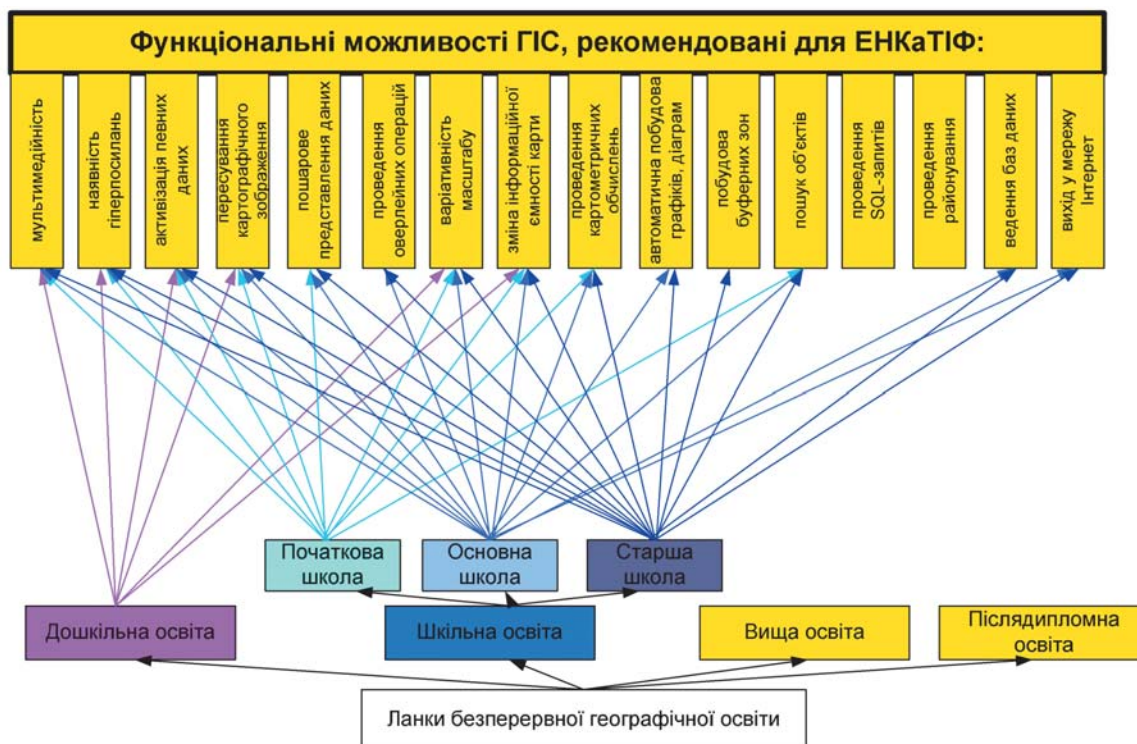 Функціональні можливості ГІС, рекомендовані для ЕНКаТІФ:
мультимедійність
наявність
гіперпосилань
активізація певних
даних
пересування
картографічного
зображення
пошарове
представлення даних
проведення
оверлейних операцій
варіативність
масштабу
зміна інформаційної
ємності карти
проведення
картометричних
обчислень
автоматична побудова
графіків, діаграм
побудова
буферних зон
пошук об'єктів
проведення
SQL-запитів
проведення
районування
ведення баз даних
вихід у мережу
Інтернет
Початкова
школа
Основна
школа
Старша
школа
Дошкільна освіта
Шкільна освіта
Вища освіта
Післядипломна
освіта
Ланки безперервної географічної освіти